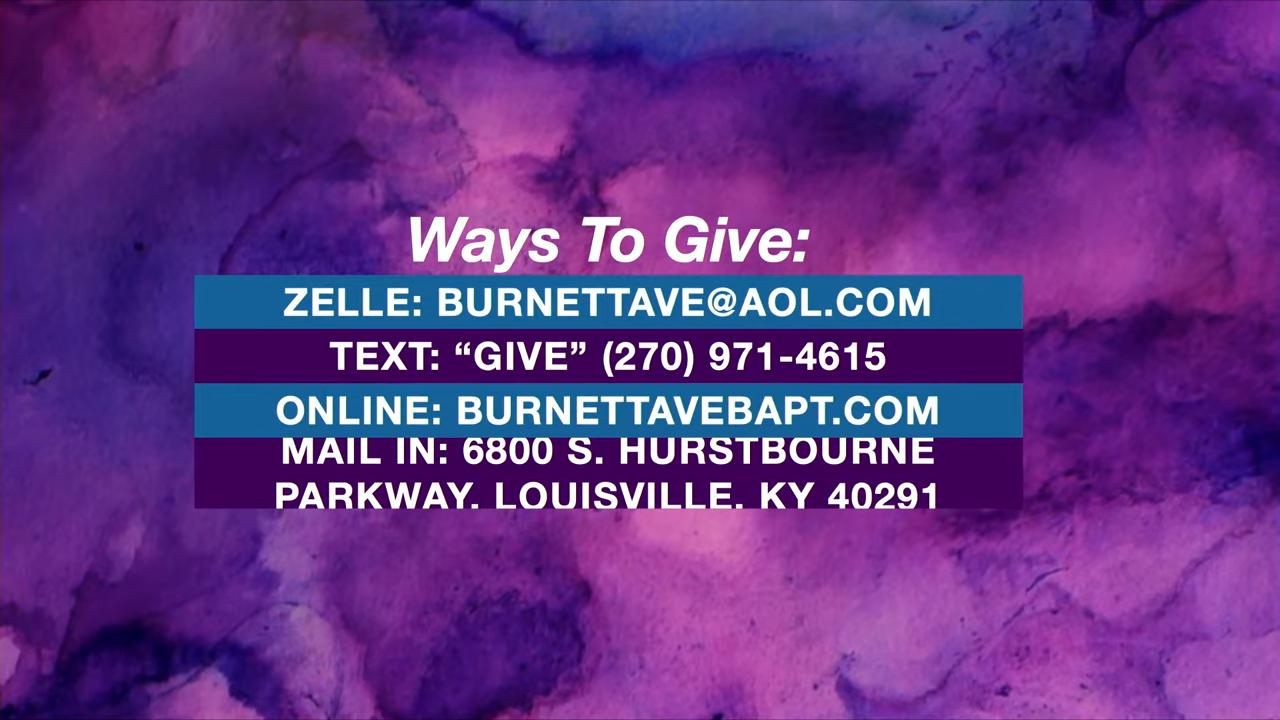 Ways To Give:
ZELLE: BURNETTAVE@AOL.COM
TEXT: “GIVE” (270) 971-4615
ONLINE: BURNETTAVEBAPT.COM
MAIL IN: 6800 S. HURSTBOURNE
PARKWAY, LOUISVILLE, KY 40291